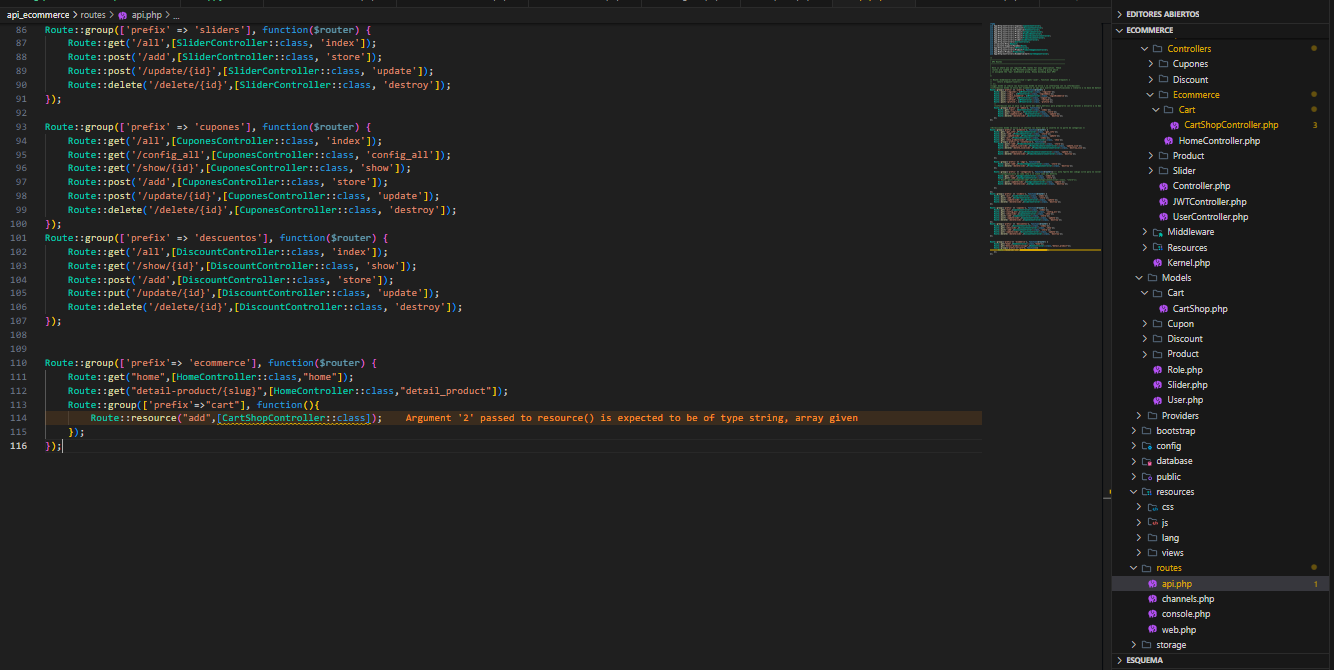 api_ecommerce > routes > api.php > ...
86 Route::group(['prefix' => 'sliders'], function($router) {
87 Route::get('/all',[SliderController::class, 'index']);
88 Route::post('/add',[SliderController::class, 'store']);
89 Route::post('/update/{id}',[SliderController::class, 'update']);
90 Route::delete('/delete/{id}',[SliderController::class, 'destroy']);
91 });
92
93 Route::group(['prefix' => 'cupones'], function($router) {
94 Route::get('/all',[CuponesController::class, 'index']);
95 Route::get('/config_all',[CuponesController::class, 'config_all']);
96 Route::get('/show/{id}',[CuponesController::class, 'show']);
97 Route::post('/add',[CuponesController::class, 'store']);
98 Route::post('/update/{id}',[CuponesController::class, 'update']);
99 Route::delete('/delete/{id}',[CuponesController::class, 'destroy']);
100 });
101 Route::group(['prefix' => 'descuentos'], function($router) {
102 Route::get('/all',[DiscountController::class, 'index']);
103 Route::get('/show/{id}',[DiscountController::class, 'show']);
104 Route::post('/add',[DiscountController::class, 'store']);
105 Route::put('/update/{id}',[DiscountController::class, 'update']);
106 Route::delete('/delete/{id}',[DiscountController::class, 'destroy']);
107 });
108
109
110 Route::group(['prefix'=> 'ecommerce'], function($router) {
111 Route::get("home",[HomeController::class,"home"]);
112 Route::get("detail-product/{slug}",[HomeController::class,"detail_product"]);
113 Route::group(['prefix'=>"cart"], function(){
114 Route::resource("add",[CartShopController::class]); Argument '2' passed to resource() is expected to be of type string, array given
115 });
116 });
EDITORES ABIERTOS
ECOMMERCE
Controllers
Cupones
Discount
Ecommerce
Cart
CartShopController.php 3
HomeController.php
Product
Slider
Controller.php
JWTController.php
UserController.php
Middleware
Resources
Kernel.php
Models
Cart
CartShop.php
Cupon
Discount
Product
Role.php
Slider.php
User.php
Providers
bootstrap
config
database
public
resources
css
js
lang
views
routes
api.php 1
channels.php
console.php
web.php
storage
ESQUEMA